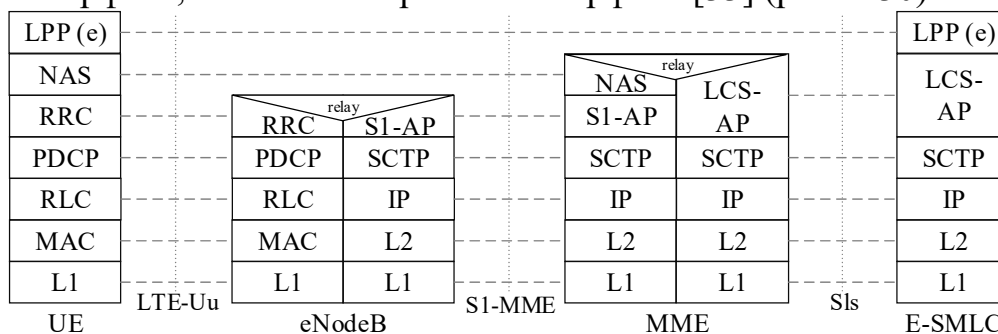 LPP (e) LPP (e)
NAS relay NAS LCS-AP LCS-AP
RRC relay RRC S1-AP S1-AP
PDCP PDCP SCTP SCTP SCTP SCTP
RLC RLC IP IP IP IP
MAC MAC L2 L2 L2 L2
L1 L1 L1 L1 L1 L1
LTE-Uu S1-MME Sls
UE eNodeB MME E-SMLC